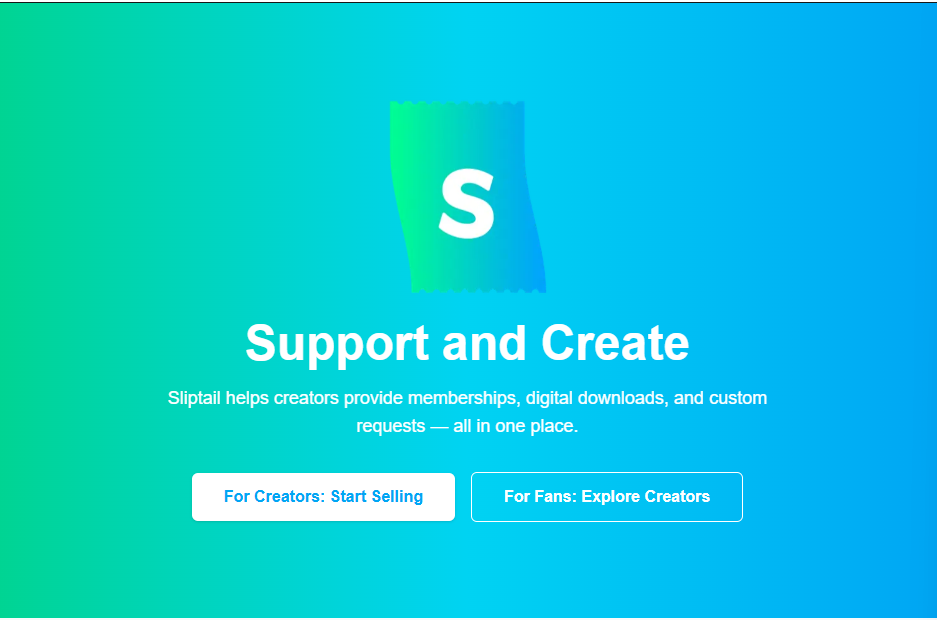 S
Support and Create
Sliptail helps creators provide memberships, digital downloads, and custom
requests — all in one place.
For Creators: Start Selling
For Fans: Explore Creators